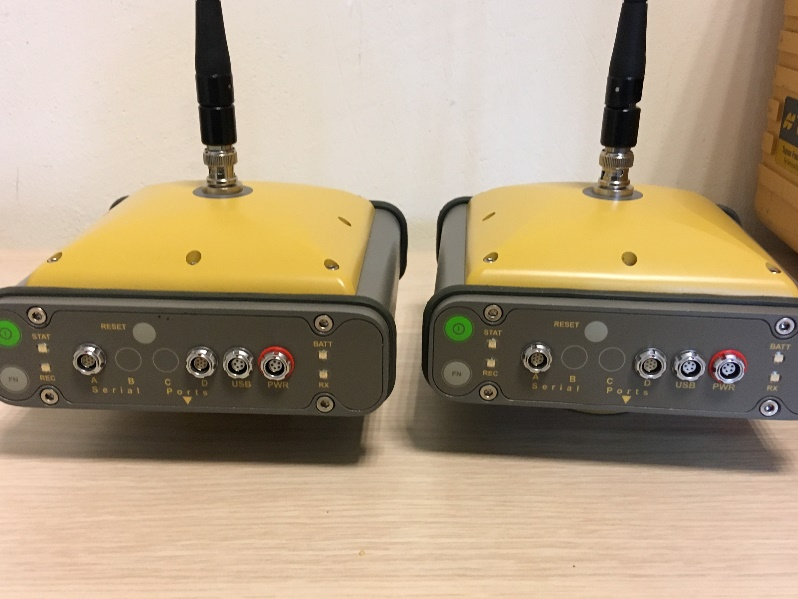 RESET
STAT
BATT
REC
FN
RX
A B C D USB PWR
Serial Ports
RESET
STAT
BATT
REC
FN
RX
A B C D USB PWR
Serial Ports